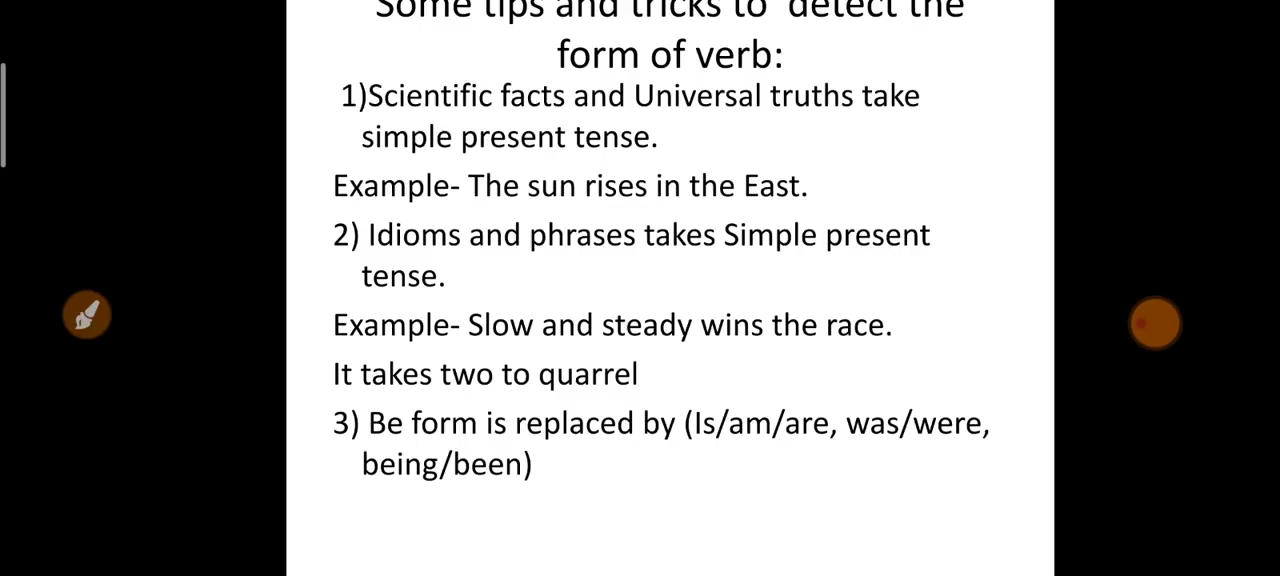 Some tips and tricks to detect the
form of verb:
1)Scientific facts and Universal truths take
simple present tense.
Example- The sun rises in the East.
2) Idioms and phrases takes Simple present
tense.
Example- Slow and steady wins the race.
It takes two to quarrel
3) Be form is replaced by (Is/am/are, was/were,
being/been)